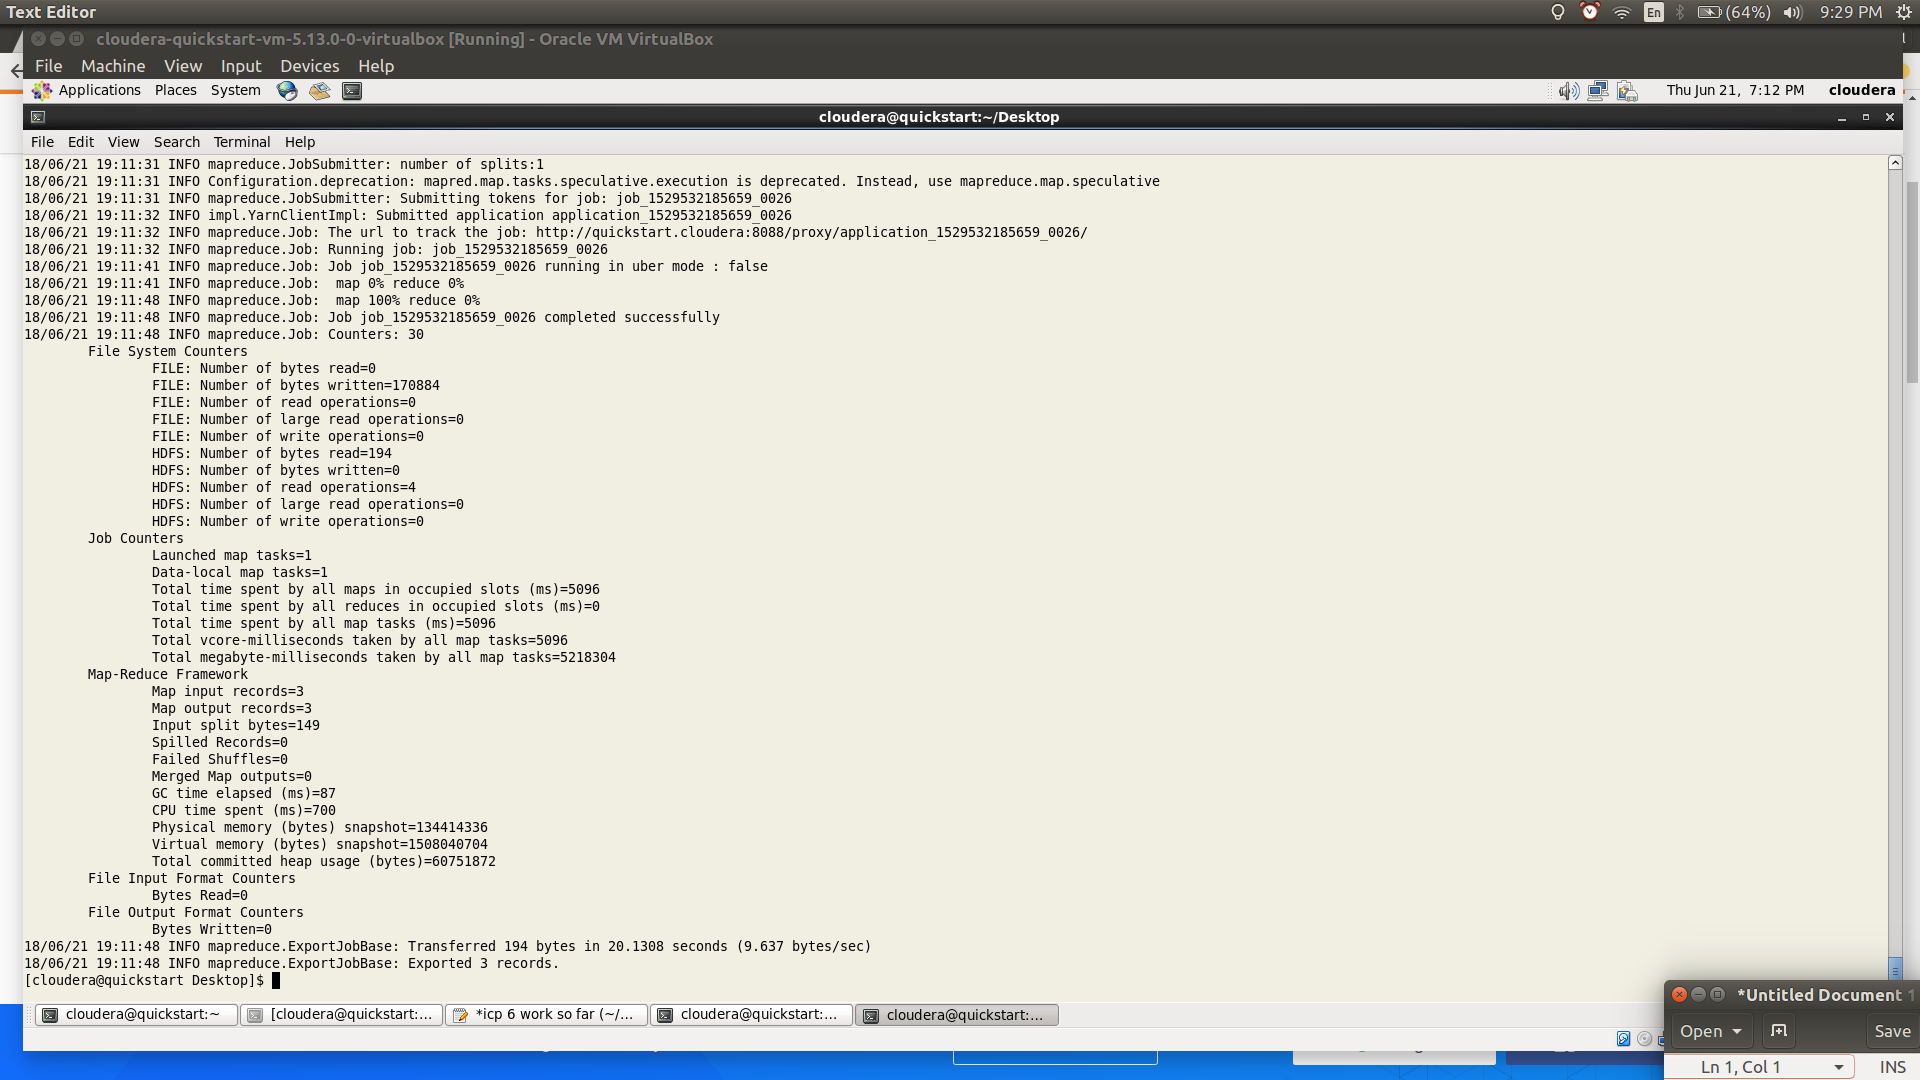 Text Editor
En
(64%)
9:29 PM
cloudera-quickstart-vm-5.13.0-0-virtualbox [Running] - Oracle VM VirtualBox
File Machine View Input Devices Help
Applications Places System
Thu Jun 21, 7:12 PM cloudera
cloudera@quickstart:~/Desktop
File Edit View Search Terminal Help
18/06/21 19:11:31 INFO mapreduce.JobSubmitter: number of splits:1
18/06/21 19:11:31 INFO Configuration.deprecation: mapred.map.tasks.speculative.execution is deprecated. Instead, use mapreduce.map.speculative
18/06/21 19:11:31 INFO mapreduce.JobSubmitter: Submitting tokens for job: job_1529532185659_0026
18/06/21 19:11:32 INFO impl.YarnClientImpl: Submitted application application_1529532185659_0026
18/06/21 19:11:32 INFO mapreduce.Job: The url to track the job: http://quickstart.cloudera:8088/proxy/application_1529532185659_0026/
18/06/21 19:11:32 INFO mapreduce.Job: Running job: job_1529532185659_0026
18/06/21 19:11:41 INFO mapreduce.Job: Job job_1529532185659_0026 running in uber mode : false
18/06/21 19:11:41 INFO mapreduce.Job:  map 0% reduce 0%
18/06/21 19:11:48 INFO mapreduce.Job:  map 100% reduce 0%
18/06/21 19:11:48 INFO mapreduce.Job: Job job_1529532185659_0026 completed successfully
18/06/21 19:11:48 INFO mapreduce.Job: Counters: 30
File System Counters
FILE: Number of bytes read=0
FILE: Number of bytes written=170884
FILE: Number of read operations=0
FILE: Number of large read operations=0
FILE: Number of write operations=0
HDFS: Number of bytes read=194
HDFS: Number of bytes written=0
HDFS: Number of read operations=4
HDFS: Number of large read operations=0
HDFS: Number of write operations=0
Job Counters
Launched map tasks=1
Data-local map tasks=1
Total time spent by all maps in occupied slots (ms)=5096
Total time spent by all reduces in occupied slots (ms)=0
Total time spent by all map tasks (ms)=5096
Total vcore-milliseconds taken by all map tasks=5096
Total megabyte-milliseconds taken by all map tasks=5218304
Map-Reduce Framework
Map input records=3
Map output records=3
Input split bytes=149
Spilled Records=0
Failed Shuffles=0
Merged Map outputs=0
GC time elapsed (ms)=87
CPU time spent (ms)=700
Physical memory (bytes) snapshot=134414336
Virtual memory (bytes) snapshot=1508040704
Total committed heap usage (bytes)=60751872
File Input Format Counters
Bytes Read=0
File Output Format Counters
Bytes Written=0
18/06/21 19:11:48 INFO mapreduce.ExportJobBase: Transferred 194 bytes in 20.1308 seconds (9.637 bytes/sec)
18/06/21 19:11:48 INFO mapreduce.ExportJobBase: Exported 3 records.
[cloudera@quickstart Desktop]$
cloudera@quickstart:~
[cloudera@quickstart:...
*icp 6 work so far (~/...
cloudera@quickstart:...
cloudera@quickstart:...
*Untitled Document 1
Open
Save
Ln 1, Col 1
INS